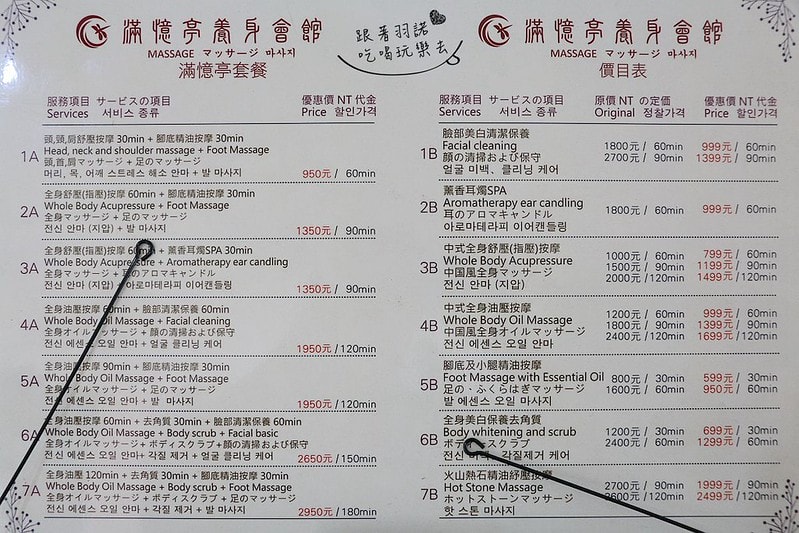 滿憶亭養身會館
MASSAGE マッサージ 마사지
滿憶亭套餐
跟著羽諾
吃喝玩樂去
服務項目 サービスの項目 優惠價 NT 代金
Services 서비스 종류 Price 할인가격
1A
頭,頸,肩舒壓按摩 30min + 腳底精油按摩 30min
Head, neck and shoulder massage + Foot Massage
頭,首,肩マッサージ + 足のマッサージ
머리, 목, 어깨 스트레스 해소 안마 + 발 마사지 950元 / 60min
2A
全身舒壓(指壓)按摩 60min + 腳底精油按摩 30min
Whole Body Acupressure + Foot Massage
全身マッサージ + 足のマッサージ
전신 안마 (지압) + 발 마사지 1350元 / 90min
3A
全身舒壓(指壓)按摩 60min + 薰香耳燭SPA 30min
Whole Body Acupressure + Aromatherapy ear candling
全身マッサージ + 耳のアロマキャンドル
전신 안마 (지압) + 아로마테라피 이어캔들링 1350元 / 90min
4A
全身油壓按摩 60min + 臉部清潔保養 60min
Whole Body Oil Massage + Facial cleaning
全身オイルマッサージ + 顔の清掃および保守
전신 에센스 오일 안마 + 얼굴 클리닝 케어 1950元 / 120min
5A
全身油壓按摩 90min + 腳底精油按摩 30min
Whole Body Oil Massage + Foot Massage
全身オイルマッサージ + 足のマッサージ
전신 에센스 오일 안마 + 발 마사지 1950元 / 120min
6A
全身油壓按摩 60min + 去角質 30min + 臉部清潔保養 60min
Whole Body Oil Massage + Body scrub + Facial basic
全身オイルマッサージ + ボディスクラブ + 顔の清掃および保守
전신 에센스 오일 안마 + 각질 제거 + 얼굴 클리닝 케어 2650元 / 150min
7A
全身油壓 120min + 去角質 30min + 腳底精油按摩 30min
Whole Body Oil Massage + Body scrub + Foot Massage
全身オイルマッサージ + ボディスクラブ + 足のマッサージ
전신 에센스 오일 안마 + 각질 제거 + 발 마사지 2950元 / 180min
滿憶亭養身會館
MASSAGE マッサージ 마사지
價目表
服務項目 サービスの項目 原價 NT の定価 優惠價 NT 代金
Services 서비스 종류 Original 정찰가격 Price 할인가격
1B
臉部美白清潔保養
Facial cleaning 1800元 / 60min 999元 / 60min
顔の清掃および保守 2700元 / 90min 1399元 / 90min
얼굴 미백、클리닝 케어
2B
薰香耳燭SPA
Aromatherapy ear candling
耳のアロマキャンドル 1800元 / 60min 999元 / 60min
아로마테라피 이어캔들링
3B
中式全身舒壓(指壓)按摩 799元 / 60min
Whole Body Acupressure 1000元 / 60min 1199元 / 90min
中国風全身マッサージ 1500元 / 90min 1499元 / 120min
전신 안마 (지압) 2000元 / 120min
4B
中式全身油壓按摩
Whole Body Oil Massage 1200元 / 60min 999元 / 60min
中国風全身オイルマッサージ 1800元 / 90min 1399元 / 90min
전신 에센스 오일 안마 2400元 / 120min 1699元 / 120min
5B
腳底及小腿精油按摩
Foot Massage with Essential Oil 800元 / 30min 599元 / 30min
足の、ふくらはぎマッサージ 1600元 / 60min 950元 / 60min
발 에센스 오일 마사지
6B
全身美白保養去角質
Body whitening and scrub 1200元 / 30min 699元 / 30min
ボディスクラブ 2400元 / 60min 1299元 / 60min
전신 미백、각질제거 케어
7B
火山熱石精油紓壓按摩
Hot Stone Massage 2700元 / 90min 1999元 / 90min
ホットストーンマッサージ 3600元 / 120min 2499元 / 120min
핫 스톤 마사지